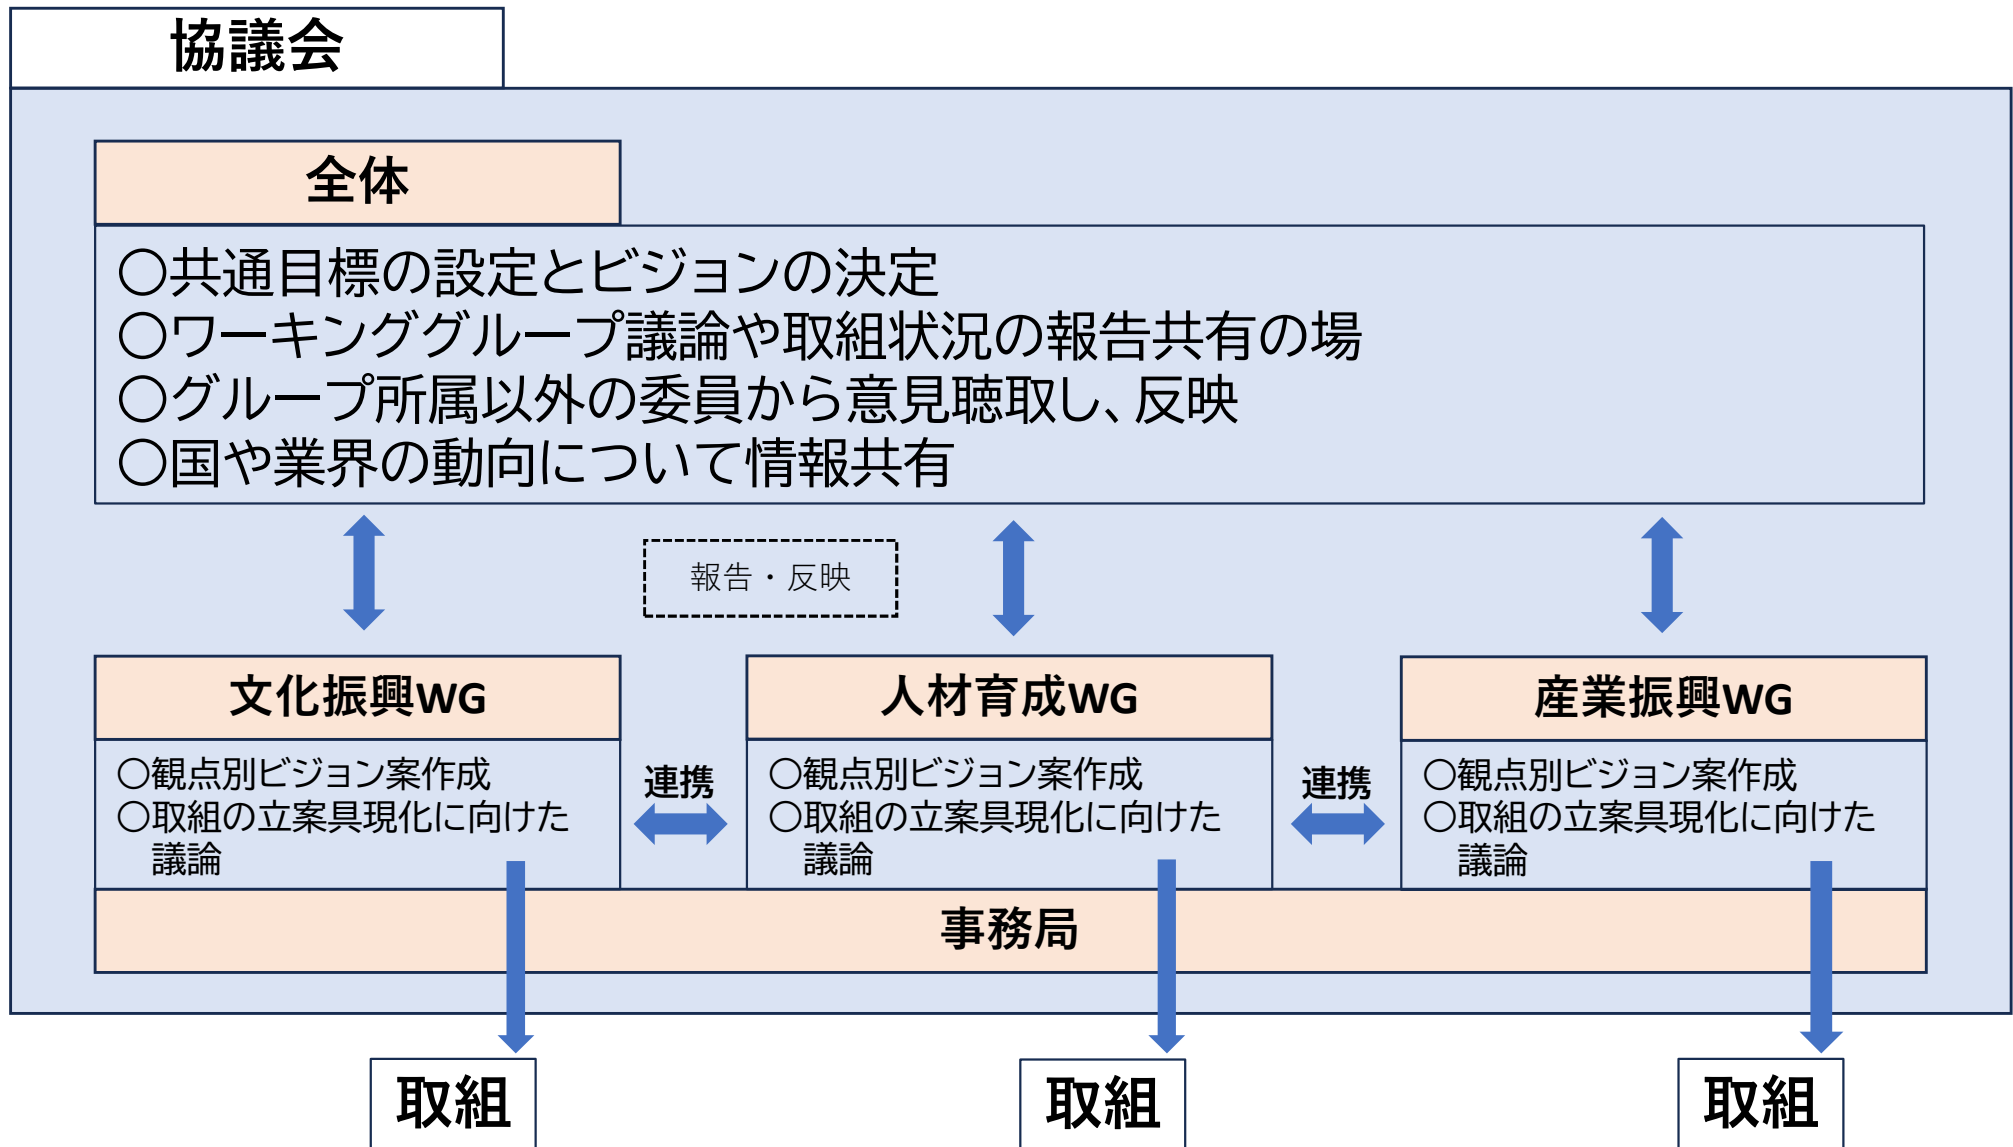 協議会
全体
○共通目標の設定とビジョンの決定
○ワーキンググループ議論や取組状況の報告共有の場
○グループ所属以外の委員から意見聴取し、反映
○国や業界の動向について情報共有
報告・反映
文化振興WG
○観点別ビジョン案作成
○取組の立案具現化に向けた
議論
連携
人材育成WG
○観点別ビジョン案作成
○取組の立案具現化に向けた
議論
連携
産業振興WG
○観点別ビジョン案作成
○取組の立案具現化に向けた
議論
事務局
取組
取組
取組